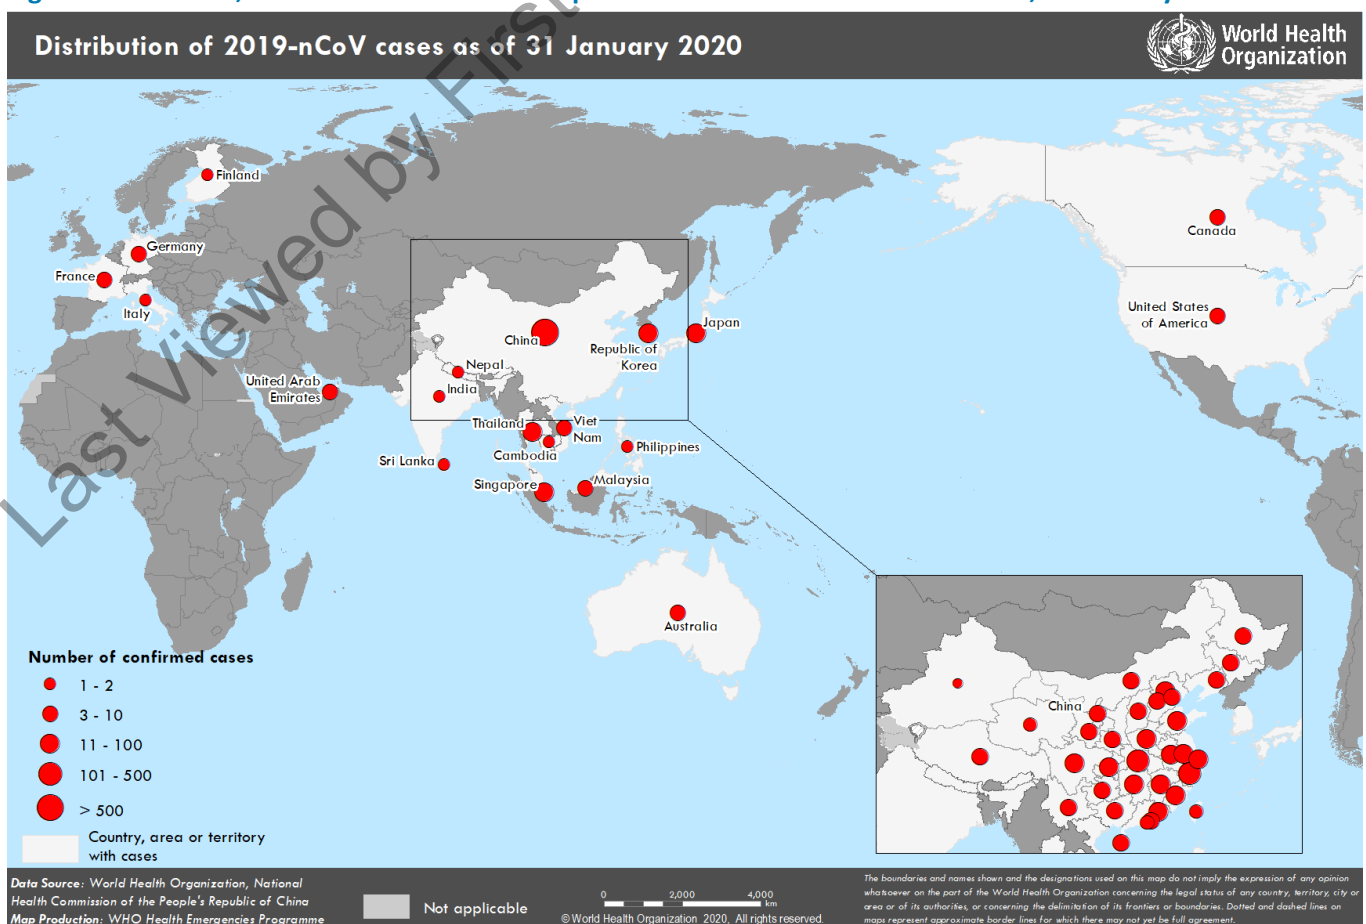 Distribution of 2019-nCoV cases as of 31 January 2020
World Health
Organization
Last Viewed by First
Finland
Germany
France
Italy
Canada
United States
of America
Japan
China
Republic of
Korea
Nepal
India
United Arab
Emirates
Thailand
Viet
Nam
Cambodia
Philippines
Sri Lanka
Singapore
Malaysia
Australia
China
Number of confirmed cases
1 - 2
3 - 10
11 - 100
101 - 500
> 500
Country, area or territory
with cases
Data Source: World Health Organization, National
Health Commission of the People's Republic of China
Map Production: WHO Health Emergencies Programme
Not applicable
0 2,000 4,000
km
© World Health Organization 2020, All rights reserved.
The boundaries and names shown and the designations used on this map do not imply the expression of any opinion
whatsoever on the part of the World Health Organization concerning the legal status of any country, territory, city or
area or of its authorities, or concerning the delimitation of its frontiers or boundaries. Dotted and dashed lines on
maps represent approximate border lines for which there may not yet be full agreement.